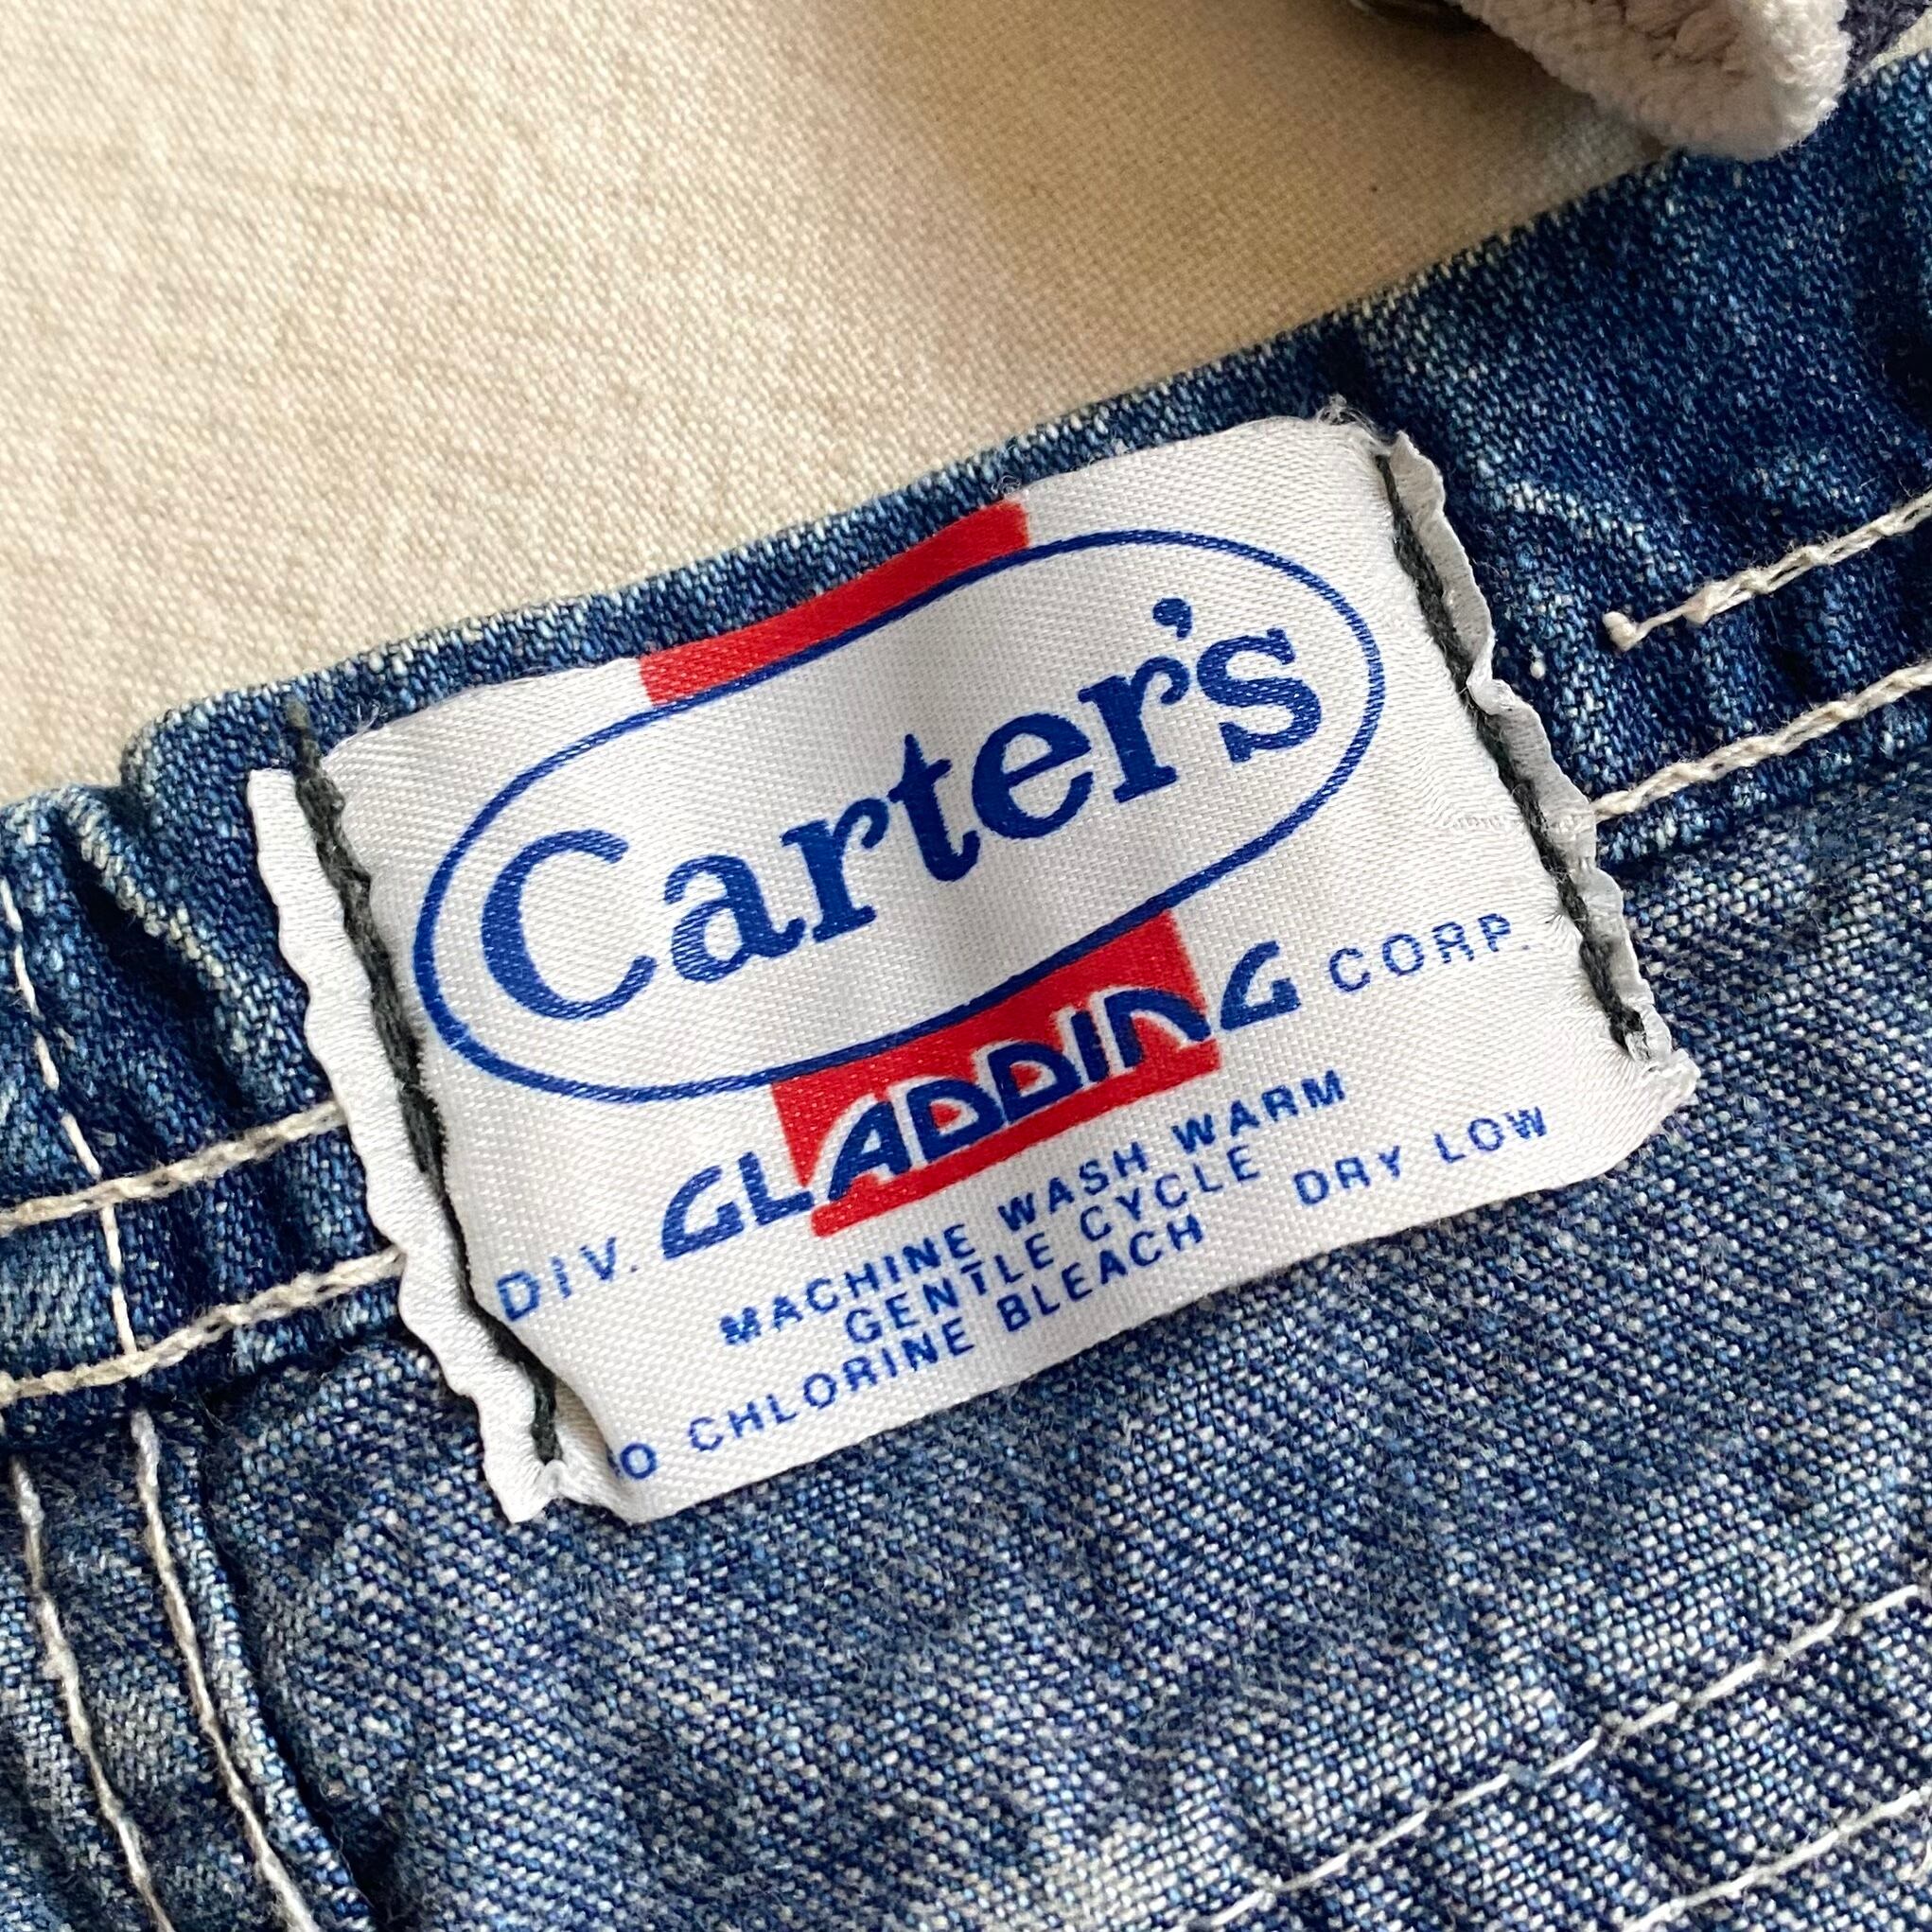 Carter's
DIV. GLADDING CORP.
MACHINE WASH WARM
GENTLE CYCLE
O CHLORINE BLEACH DRY LOW